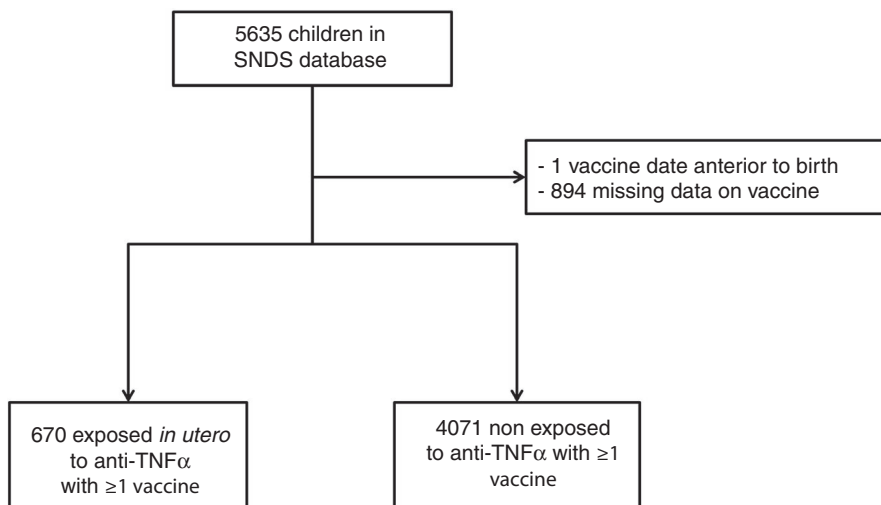 5635 children in
SNDS database
- 1 vaccine date anterior to birth
- 894 missing data on vaccine
670 exposed in utero
to anti-TNFα
with ≥1 vaccine
4071 non exposed
to anti-TNFα with ≥1
vaccine